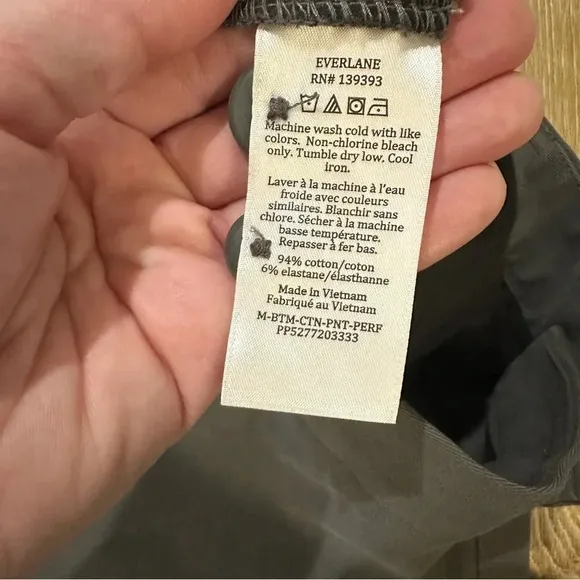 EVERLANE
RN# 139393
Machine wash cold with like
colors. Non-chlorine bleach
only. Tumble dry low. Cool
iron.
Laver à la machine à l'eau
froide avec couleurs
similaires. Blanchir sans
chlore. Sécher à la machine
basse température.
Repasser à fer bas.
94% cotton/coton
6% elastane/élasthanne
Made in Vietnam
Fabriqué au Vietnam
M-BTM-CTN-PNT-PERF
PP5277203333